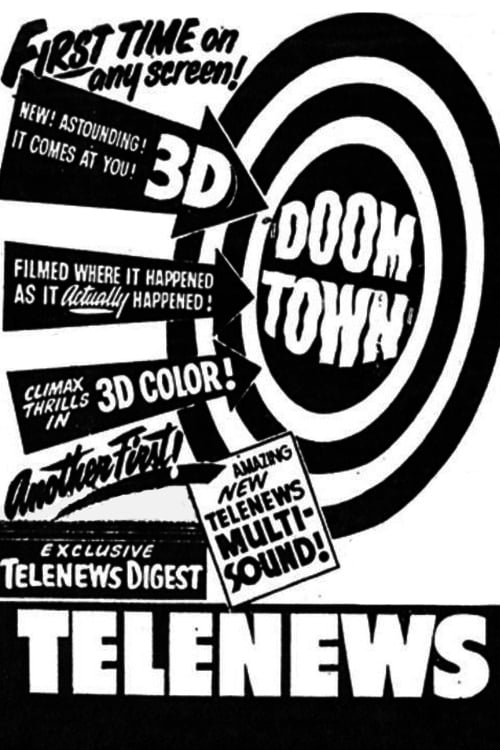 FIRST TIME on
any screen!
NEW! ASTOUNDING!
IT COMES AT YOU!
3D
"DOOM
TOWN"
FILMED WHERE IT HAPPENED
AS IT Actually HAPPENED!
CLIMAX
THRILLS
IN
3D COLOR!
Another First!
AMAZING
NEW
TELENEWS
MULTI-
SOUND!
EXCLUSIVE
TELENEWS DIGEST
TELENEWS